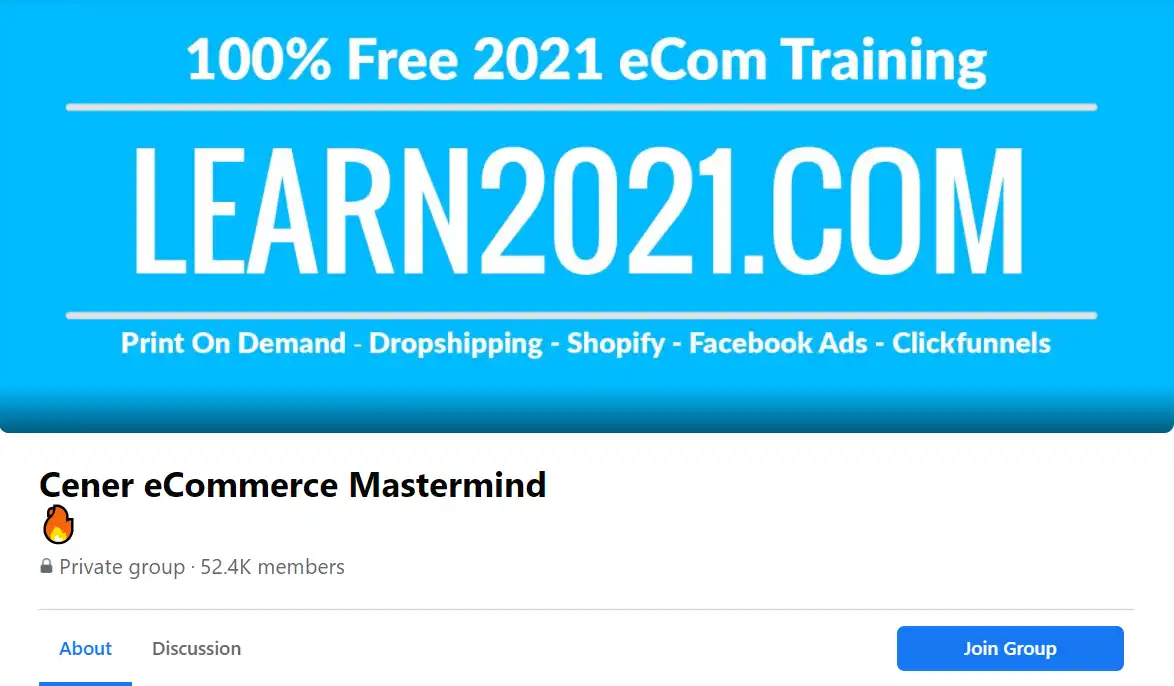 100% Free 2021 eCom Training
LEARN2021.COM
Print On Demand - Dropshipping - Shopify - Facebook Ads - Clickfunnels
Cener eCommerce Mastermind
🔥
Private group · 52.4K members
About
Discussion
Join Group